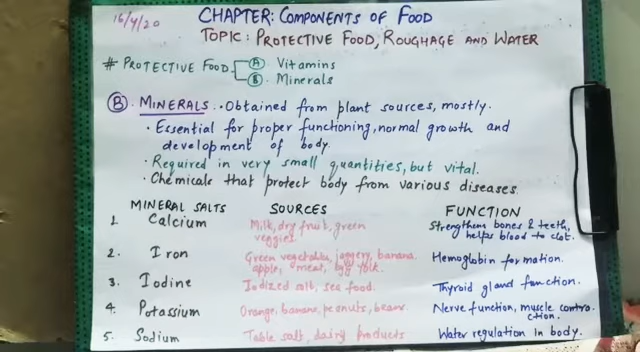 16/4/20
CHAPTER: COMPONENTS OF FOOD
TOPIC: PROTECTIVE FOOD, ROUGHAGE AND WATER
# PROTECTIVE FOOD
(A). Vitamins
(B). Minerals
(B). MINERALS. • Obtained from plant sources, mostly.
• Essential for proper functioning, normal growth and
development of body.
• Required in very small quantities, but vital.
• Chemicals that protect body from various diseases.
MINERAL SALTS SOURCES FUNCTION
1. Calcium Milk, dry fruit, green Strengthens bones & teeth,
veggies helps blood to clot.
2. Iron Green vegetables, jaggery, banana. Hemoglobin formation.
apple, meat, egg yolk.
3. Iodine Iodized salt, sea food. Thyroid gland function.
4. Potassium Orange, banana, peanuts, beans. Nerve function, muscle contra-
ction.
5. Sodium Table salt, dairy products Water regulation in body.